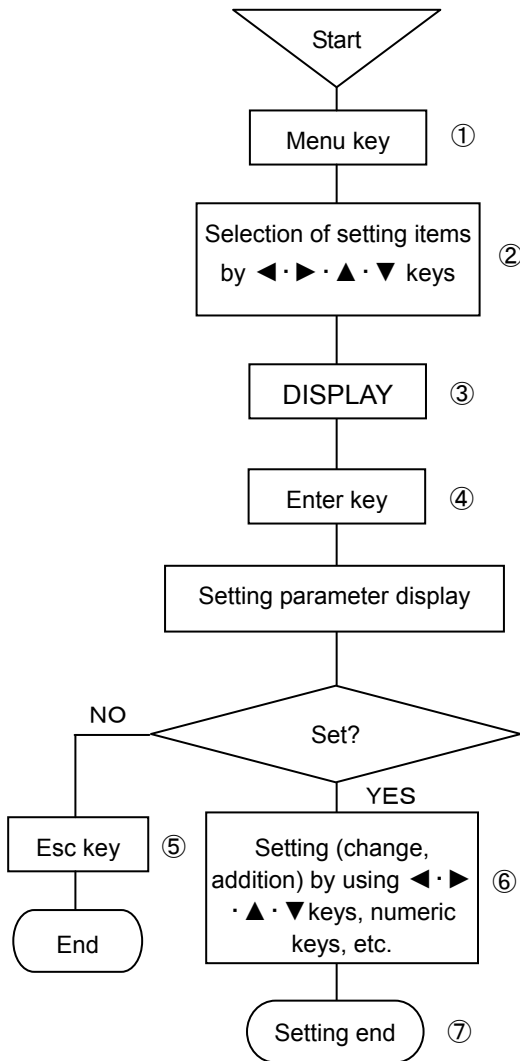 Start
Menu key ①
Selection of setting items
by ◀・▶・▲・▼ keys ②
DISPLAY ③
Enter key ④
Setting parameter display
Set?
NO
YES
Esc key ⑤
End
Setting (change,
addition) by using ◀・▶
・▲・▼keys, numeric
keys, etc. ⑥
Setting end ⑦